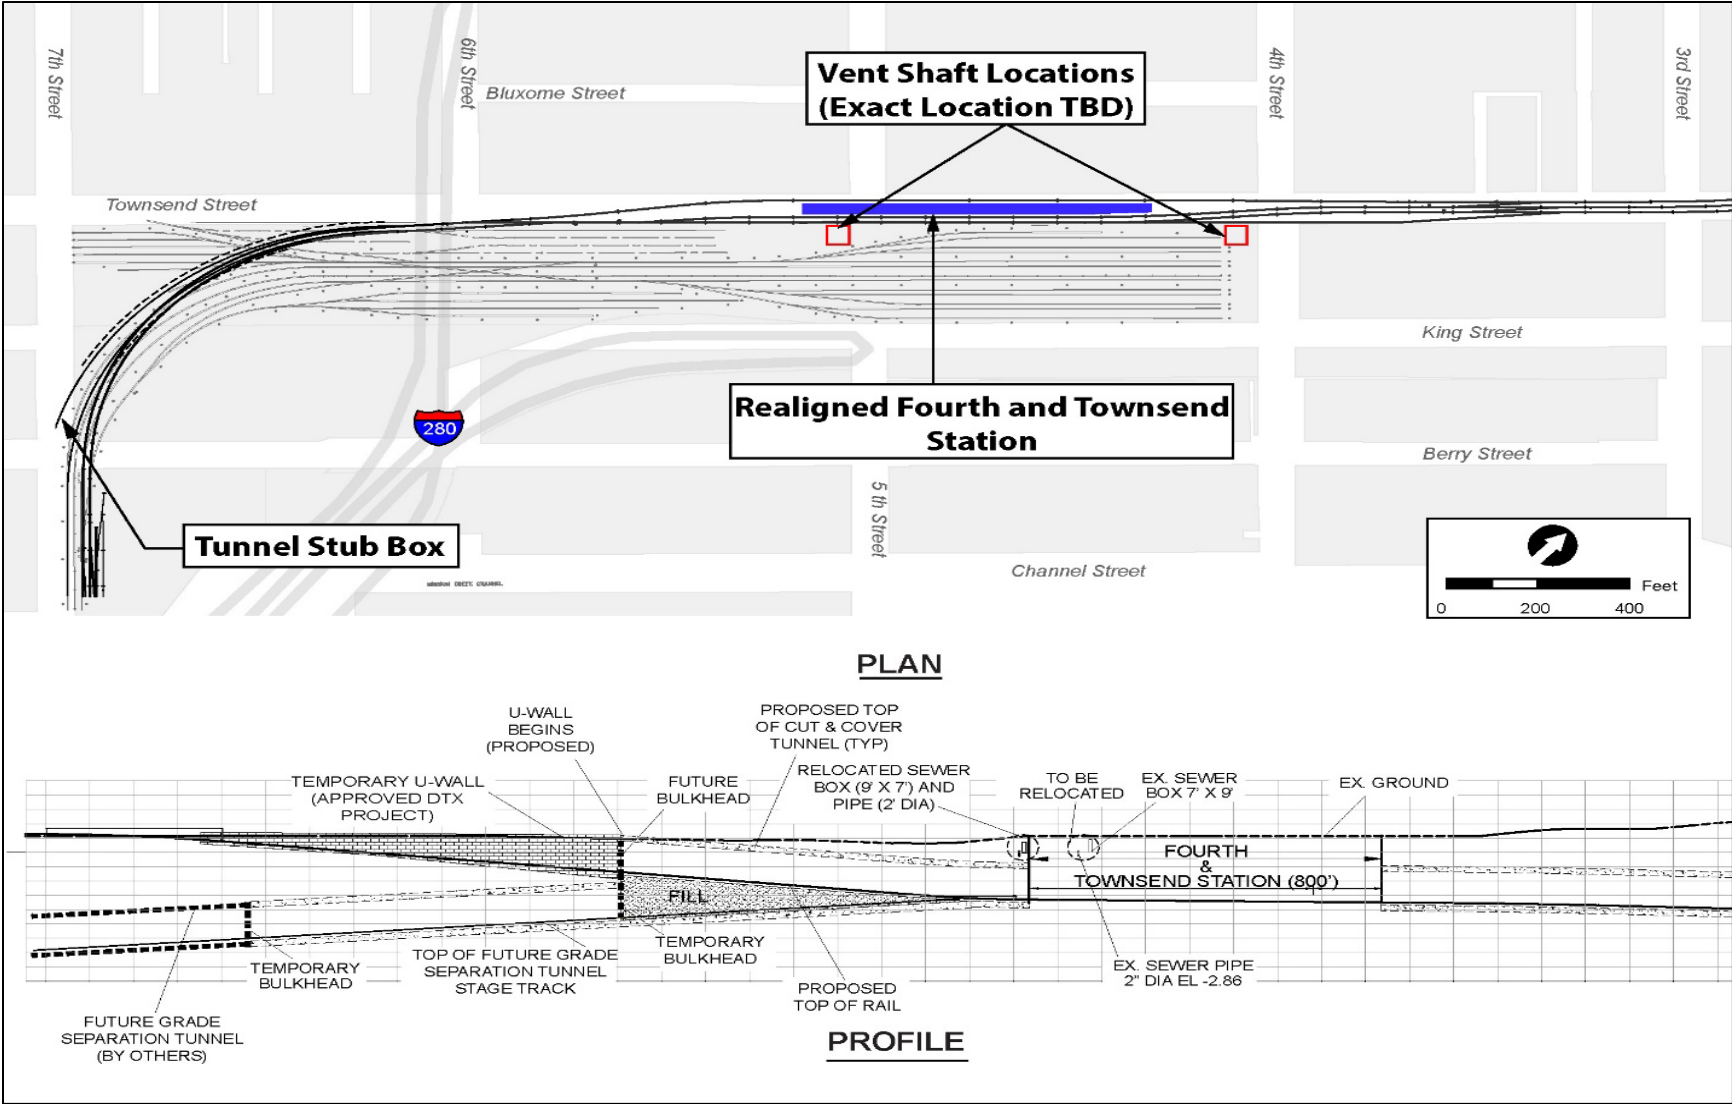 7th Street
6th Street
Bluxome Street
Vent Shaft Locations
(Exact Location TBD)
4th Street
3rd Street
Townsend Street
King Street
Realigned Fourth and Townsend
Station
280
Berry Street
5 th Street
Tunnel Stub Box
Channel Street
MISSION CREEK CHANNEL
Feet
0 200 400
PLAN
U-WALL
BEGINS
(PROPOSED)
PROPOSED TOP
OF CUT & COVER
TUNNEL (TYP)
TEMPORARY U-WALL
(APPROVED DTX
PROJECT)
FUTURE
BULKHEAD
RELOCATED SEWER
BOX (9' X 7') AND
PIPE (2' DIA)
TO BE
RELOCATED
EX. SEWER
BOX 7' X 9'
EX. GROUND
FOURTH
&
TOWNSEND STATION (800')
FILL
TEMPORARY
BULKHEAD
TOP OF FUTURE GRADE
SEPARATION TUNNEL
STAGE TRACK
TEMPORARY
BULKHEAD
PROPOSED
TOP OF RAIL
EX. SEWER PIPE
2" DIA EL -2.86
FUTURE GRADE
SEPARATION TUNNEL
(BY OTHERS)
PROFILE